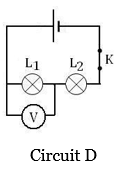 L₁ L₂ K
V
Circuit D